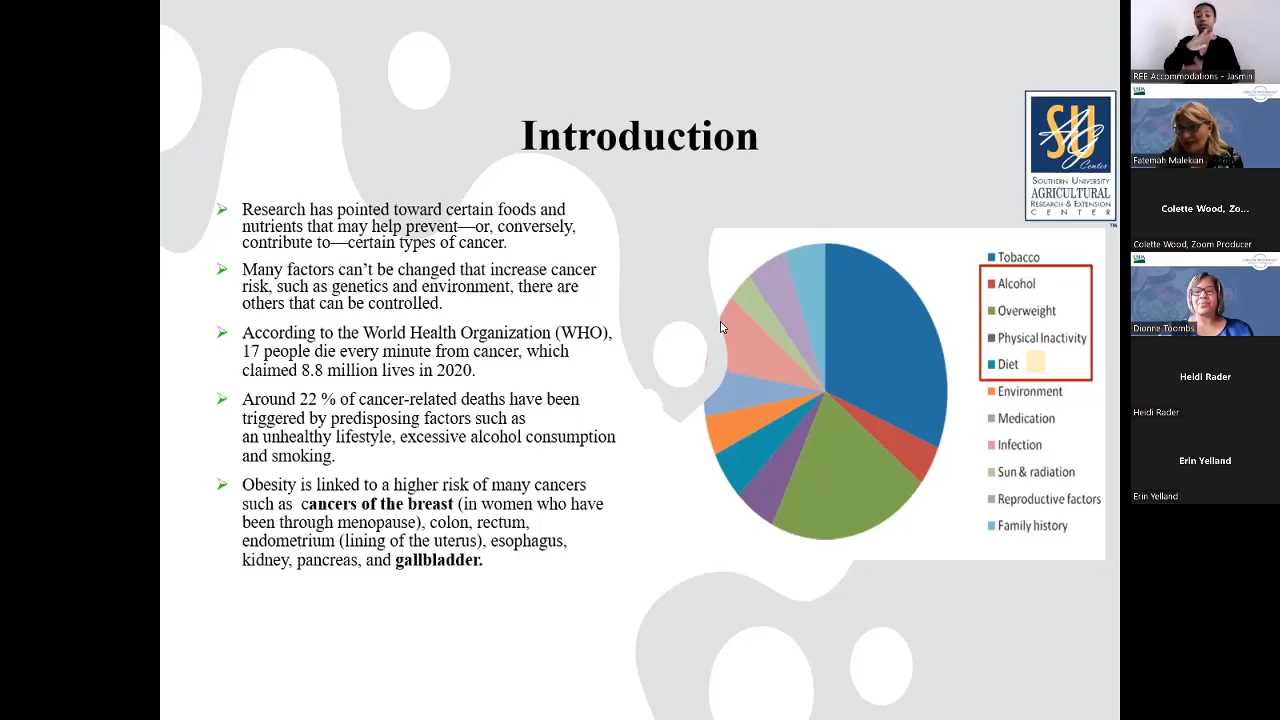 Introduction
Research has pointed toward certain foods and
nutrients that may help prevent—or, conversely,
contribute to—certain types of cancer.
Many factors can't be changed that increase cancer
risk, such as genetics and environment, there are
others that can be controlled.
According to the World Health Organization (WHO),
17 people die every minute from cancer, which
claimed 8.8 million lives in 2020.
Around 22 % of cancer-related deaths have been
triggered by predisposing factors such as
an unhealthy lifestyle, excessive alcohol consumption
and smoking.
Obesity is linked to a higher risk of many cancers
such as cancers of the breast (in women who have
been through menopause), colon, rectum,
endometrium (lining of the uterus), esophagus,
kidney, pancreas, and gallbladder.
SU
Ag
Center
SOUTHERN UNIVERSITY
AGRICULTURAL
RESEARCH & EXTENSION
CENTER
TM
Tobacco
Alcohol
Overweight
Physical Inactivity
Diet
Environment
Medication
Infection
Sun & radiation
Reproductive factors
Family history
REE Accommodations - Jasmin
USDA
Fatemah Malekian
Colette Wood, Zo...
Colette Wood, Zoom Producer
USDA
Dionne Toombs
Heidi Rader
Heidi Rader
Erin Yelland
Erin Yelland